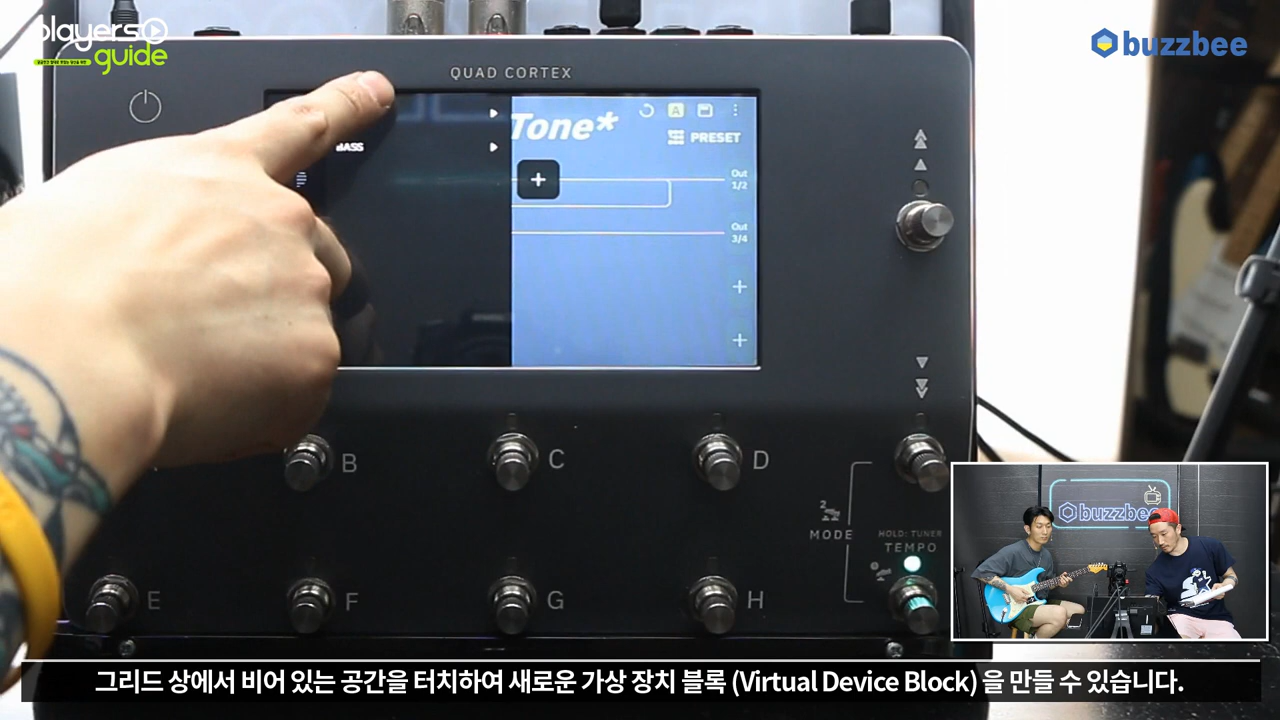 players
guide
buzzbee
QUAD CORTEX
Tone*
A
PRESET
BASS
Out
1/2
Out
3/4
B
C
D
2
MODE
HOLD: TUNER
TEMPO
E
F
G
H
buzzbee
그리드 상에서 비어 있는 공간을 터치하여 새로운 가상 장치 블록 (Virtual Device Block) 을 만들 수 있습니다.